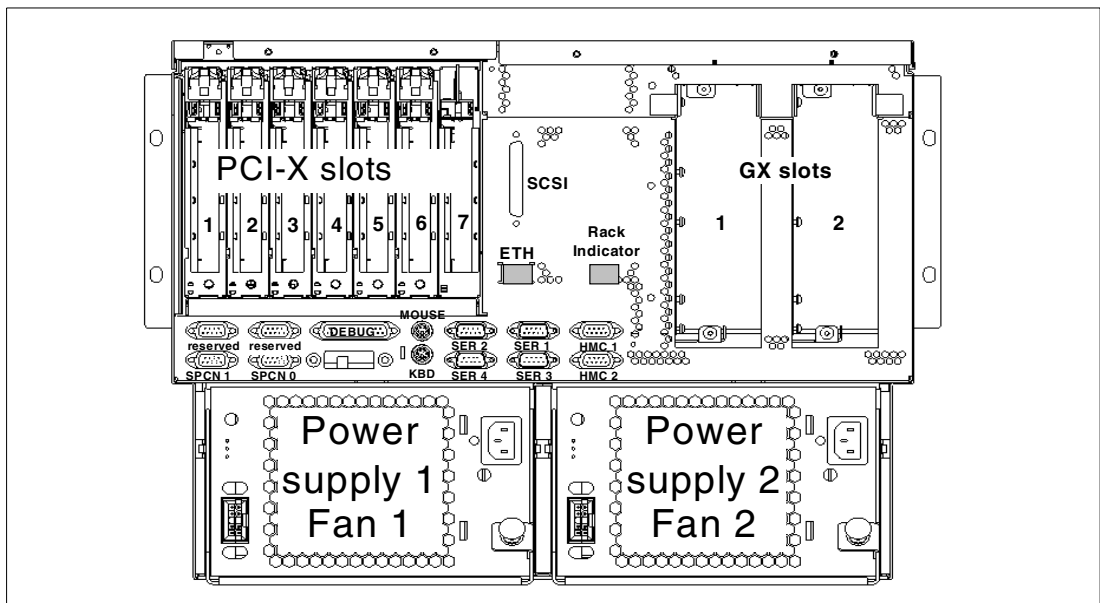 PCI-X slots
1 2 3 4 5 6 7
SCSI
ETH
Rack
Indicator
GX slots
1 2
MOUSE
reserved reserved DEBUG SER 2 SER 1 HMC 1
SPCN 1 SPCN 0 KBD SER 4 SER 3 HMC 2
Power
supply 1
Fan 1
Power
supply 2
Fan 2